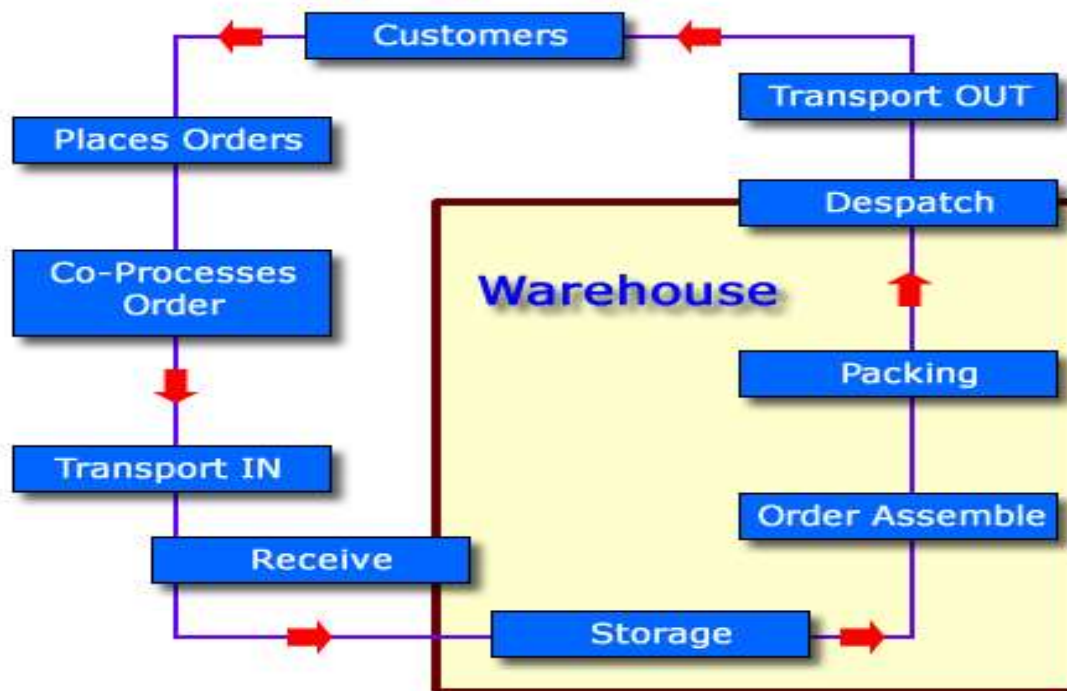 Customers
Transport OUT
Places Orders
Despatch
Co-Processes
Order
Warehouse
Packing
Transport IN
Order Assemble
Receive
Storage